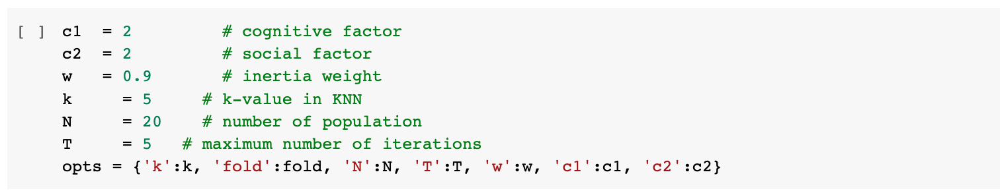 [ ] c1  = 2         # cognitive factor
c2  = 2         # social factor
w   = 0.9       # inertia weight
k     = 5     # k-value in KNN
N     = 20    # number of population
T     = 5   # maximum number of iterations
opts = {'k':k, 'fold':fold, 'N':N, 'T':T, 'w':w, 'c1':c1, 'c2':c2}